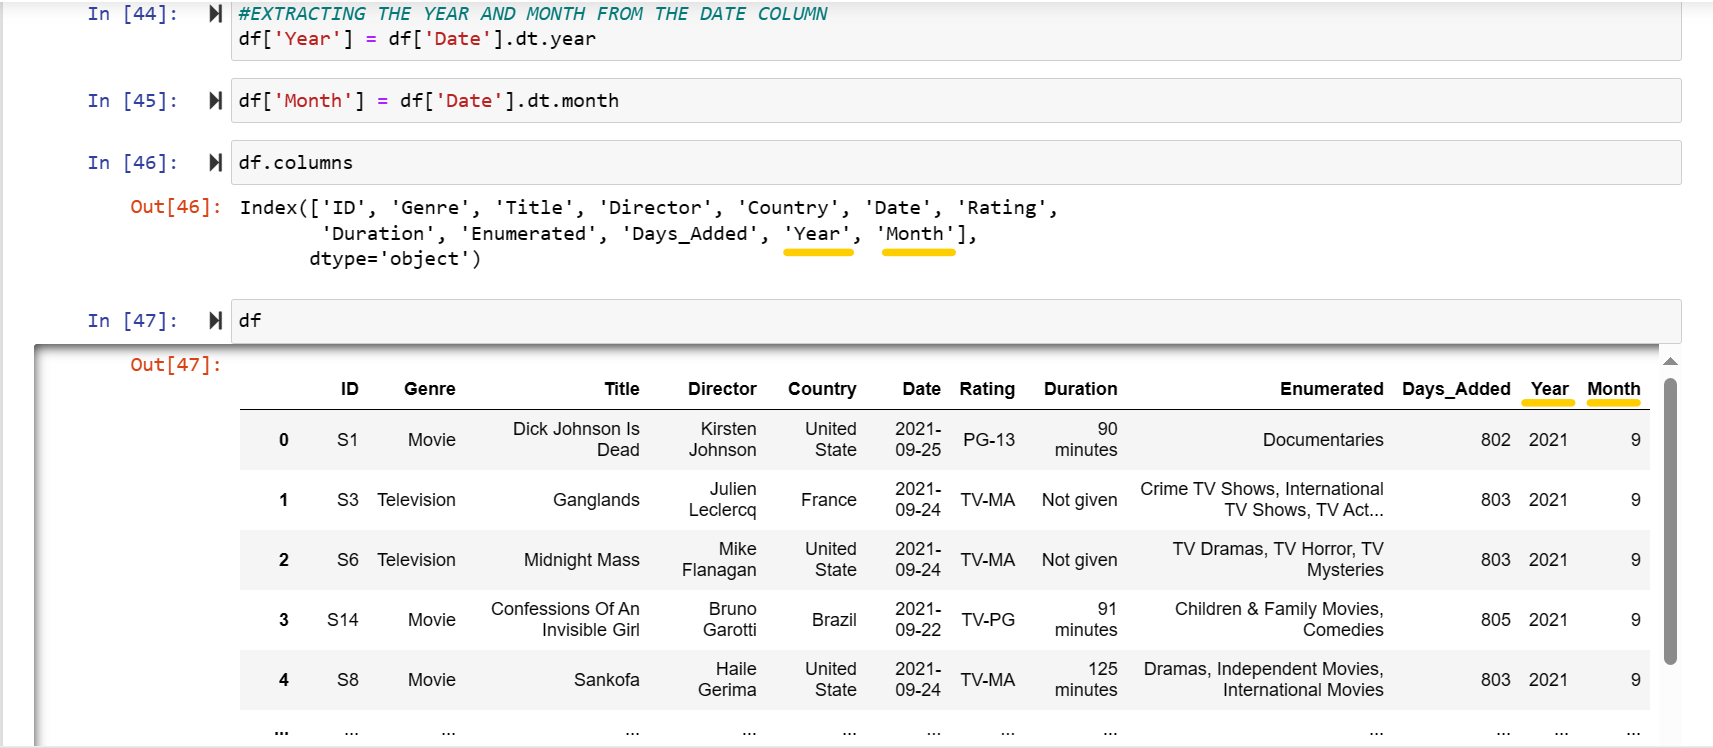 In [44]: #EXTRACTING THE YEAR AND MONTH FROM THE DATE COLUMN
df['Year'] = df['Date'].dt.year
In [45]: df['Month'] = df['Date'].dt.month
In [46]: df.columns
Out[46]: Index(['ID', 'Genre', 'Title', 'Director', 'Country', 'Date', 'Rating',
'Duration', 'Enumerated', 'Days_Added', 'Year', 'Month'],
dtype='object')
In [47]: df
Out[47]:
ID Genre Title Director Country Date Rating Duration Enumerated Days_Added Year Month
0 S1 Movie Dick Johnson Is Dead Kirsten Johnson United State 2021-09-25 PG-13 90 minutes Documentaries 802 2021 9
1 S3 Television Ganglands Julien Leclercq France 2021-09-24 TV-MA Not given Crime TV Shows, International TV Shows, TV Act... 803 2021 9
2 S6 Television Midnight Mass Mike Flanagan United State 2021-09-24 TV-MA Not given TV Dramas, TV Horror, TV Mysteries 803 2021 9
3 S14 Movie Confessions Of An Invisible Girl Bruno Garotti Brazil 2021-09-22 TV-PG 91 minutes Children & Family Movies, Comedies 805 2021 9
4 S8 Movie Sankofa Haile Gerima United State 2021-09-24 TV-MA 125 minutes Dramas, Independent Movies, International Movies 803 2021 9
... ... ... ... ... ... ... ... ... ... ... ... ...